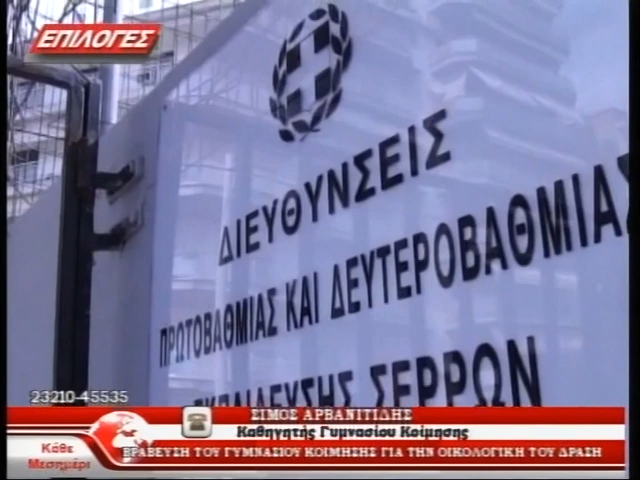 ΕΠΙΛΟΓΕΣ
ΔΙΕΥΘΥΝΣΕΙΣ
ΠΡΩΤΟΒΑΘΜΙΑΣ ΚΑΙ ΔΕΥΤΕΡΟΒΑΘΜΙΑΣ
ΕΚΠΑΙΔΕΥΣΗΣ ΣΕΡΡΩΝ
23210-45535
ΣΙΜΟΣ ΑΡΒΑΝΙΤΙΔΗΣ
Καθηγητής Γυμνασίου Κοίμησης
Κάθε
Μεσημέρι
ΒΡΑΒΕΥΣΗ ΤΟΥ ΓΥΜΝΑΣΙΟΥ ΚΟΙΜΗΣΗΣ ΓΙΑ ΤΗΝ ΟΙΚΟΛΟΓΙΚΗ ΤΟΥ ΔΡΑΣΗ